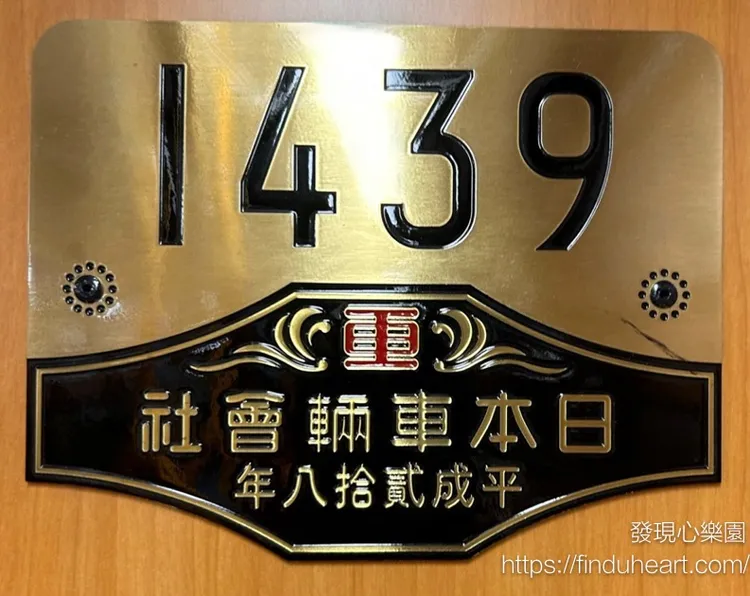 1439
日本車輛會社
平成貳拾八年
發現心樂園
https://finduheart.com/